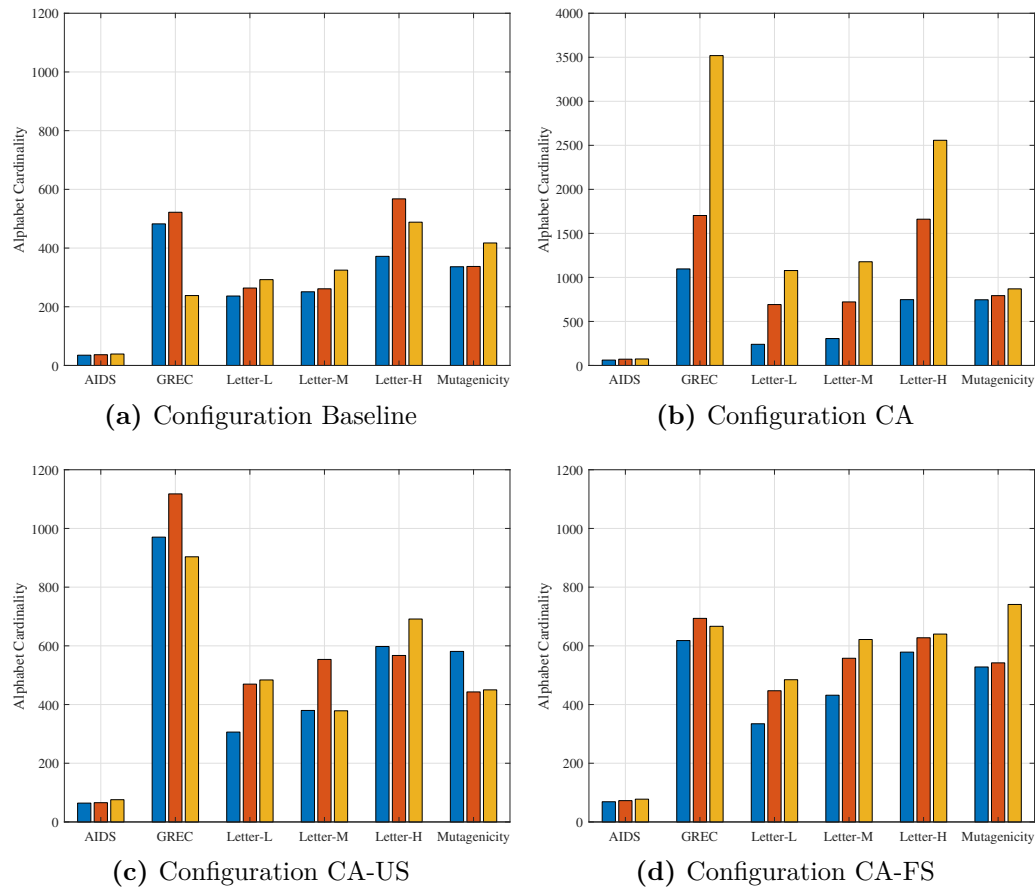 1200
1000
800
600
400
200
0
Alphabet Cardinality
AIDS GREC Letter-L Letter-M Letter-H Mutagenicity
(a) Configuration Baseline
4000
3500
3000
2500
2000
1500
1000
500
0
Alphabet Cardinality
AIDS GREC Letter-L Letter-M Letter-H Mutagenicity
(b) Configuration CA
1200
1000
800
600
400
200
0
Alphabet Cardinality
AIDS GREC Letter-L Letter-M Letter-H Mutagenicity
(c) Configuration CA-US
1200
1000
800
600
400
200
0
Alphabet Cardinality
AIDS GREC Letter-L Letter-M Letter-H Mutagenicity
(d) Configuration CA-FS